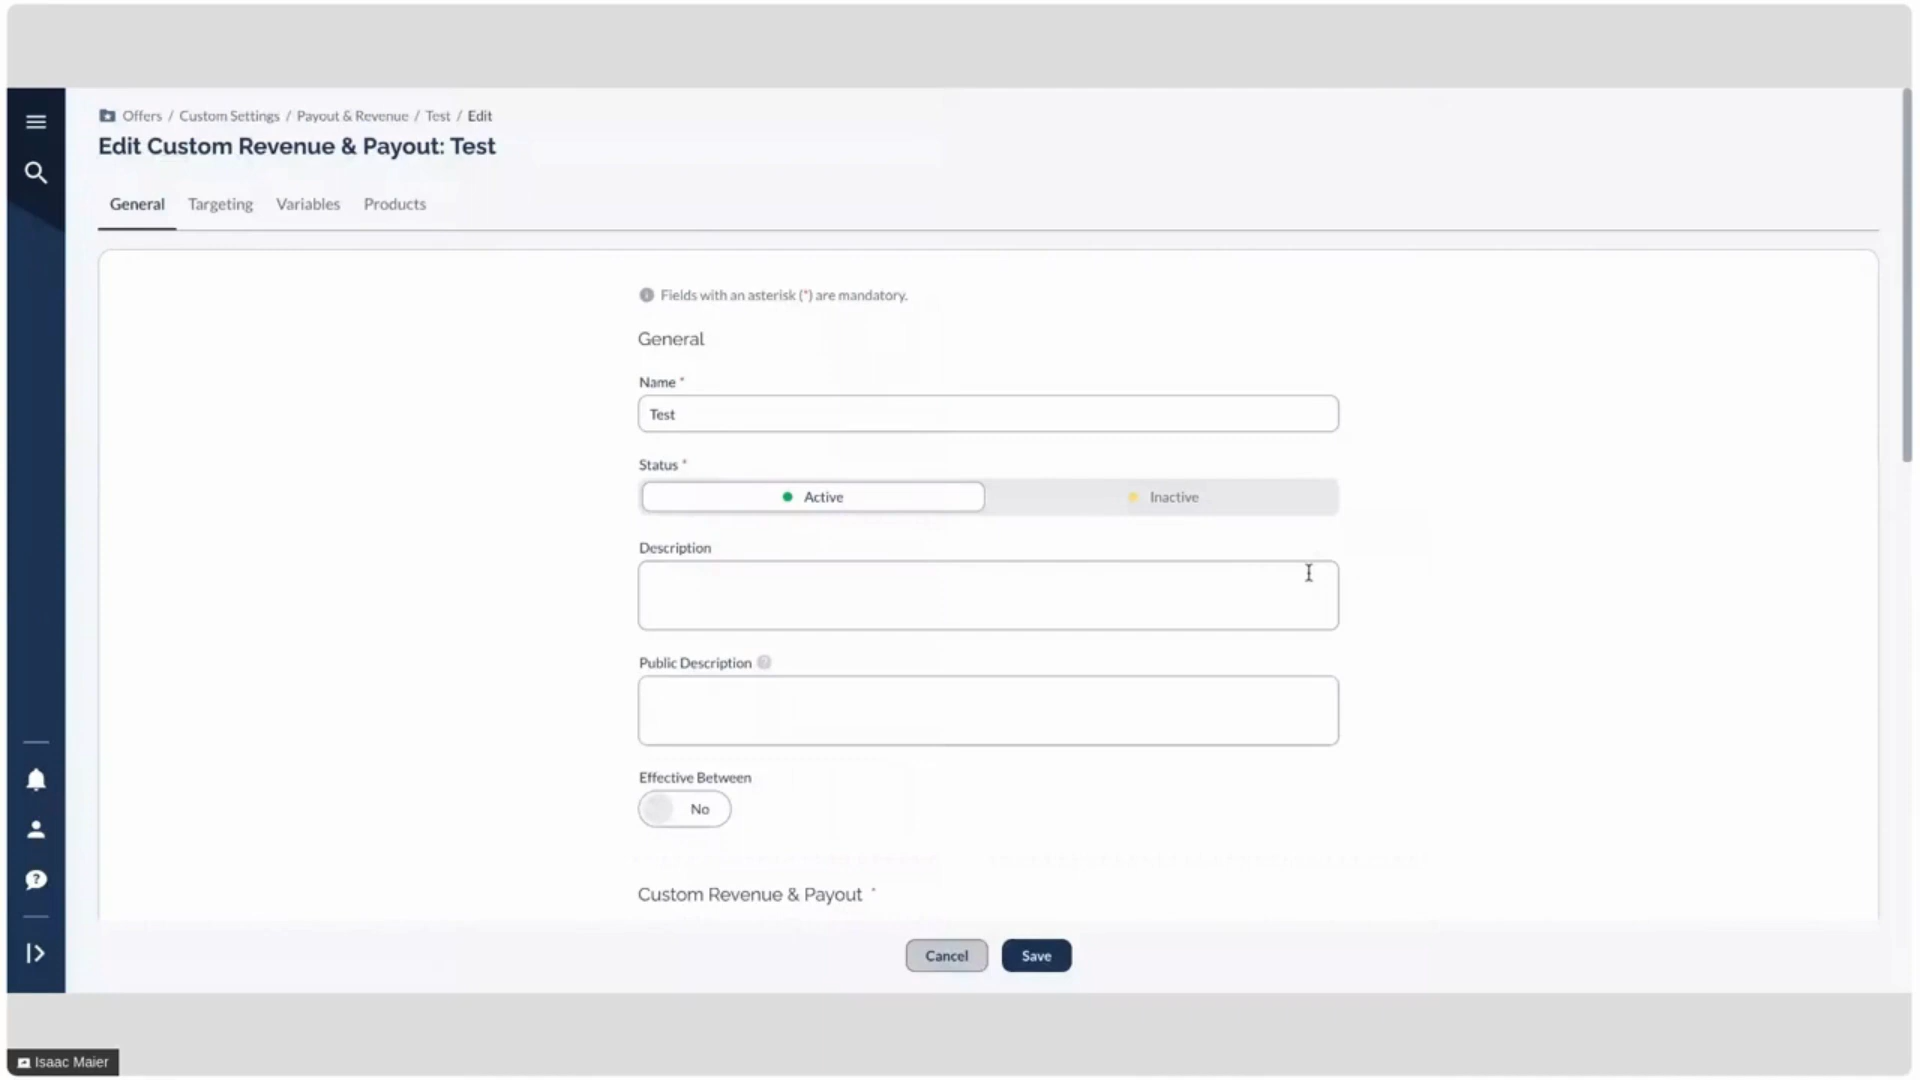 Offers / Custom Settings / Payout & Revenue / Test / Edit
Edit Custom Revenue & Payout: Test
General Targeting Variables Products
Fields with an asterisk (*) are mandatory.
General
Name *
Test
Status *
Active Inactive
Description
Public Description ?
Effective Between
No
Custom Revenue & Payout *
Cancel Save
Isaac Maier